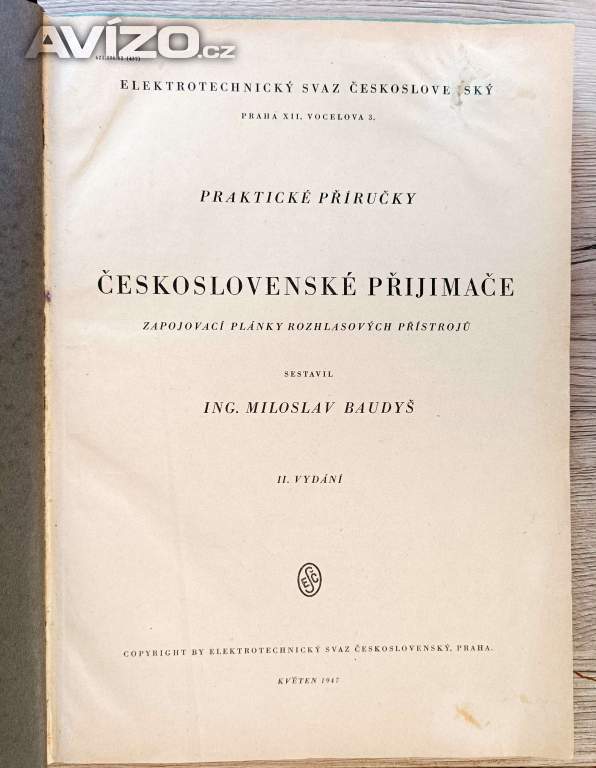 AVÍZO.cz
ELEKTROTECHNICKÝ SVAZ ČESKOSLOVE SKÝ
PRAHA XII, VOCELOVA 3.
PRAKTICKÉ PŘÍRUČKY
ČESKOSLOVENSKÉ PŘIJIMAČE
ZAPOJOVACÍ PLÁNKY ROZHLASOVÝCH PŘÍSTROJŮ
SESTAVIL
ING. MILOSLAV BAUDYŠ
II. VYDÁNÍ
COPYRIGHT BY ELEKTROTECHNICKÝ SVAZ ČESKOSLOVENSKÝ, PRAHA.
KVĚTEN 1947